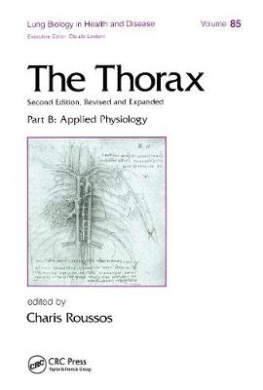 Lung Biology in Health and Disease
Volume 85
Executive Editor: Claude Lenfant
The Thorax
Second Edition, Revised and Expanded
Part B: Applied Physiology
edited by
Charis Roussos
CRC
CRC Press
Taylor & Francis Group